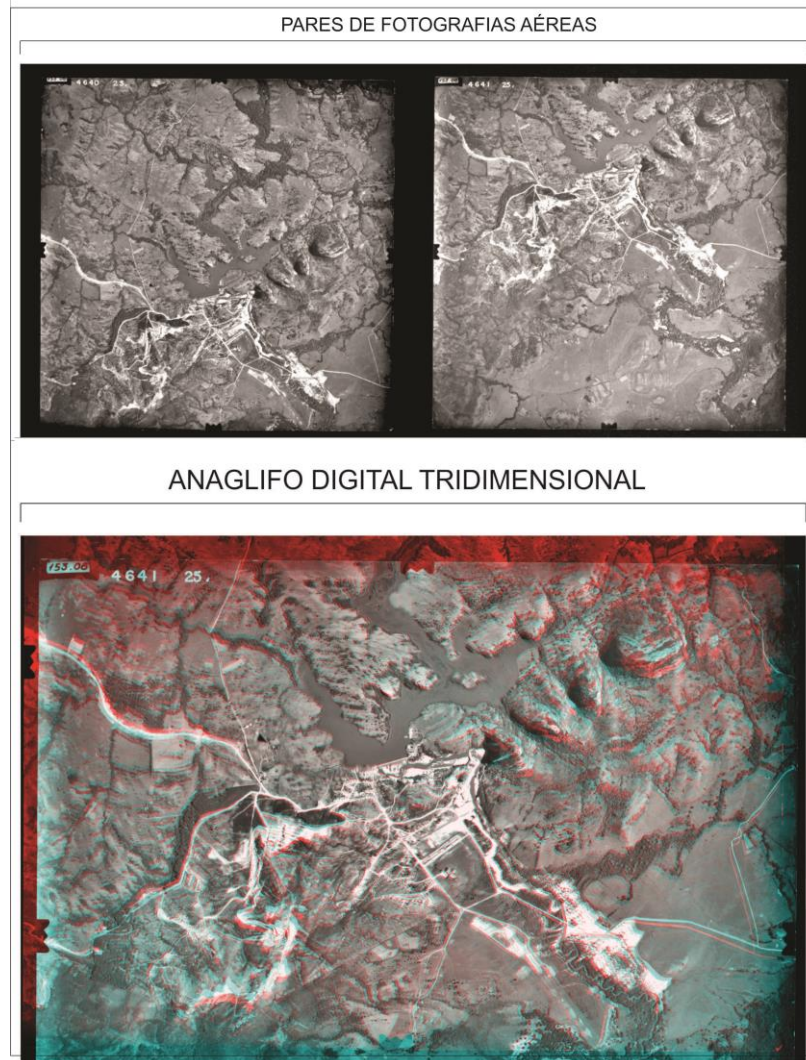 PARES DE FOTOGRAFIAS AÉREAS
4640 25.
4641 25.
ANAGLIFO DIGITAL TRIDIMENSIONAL
153.00
4641 25.